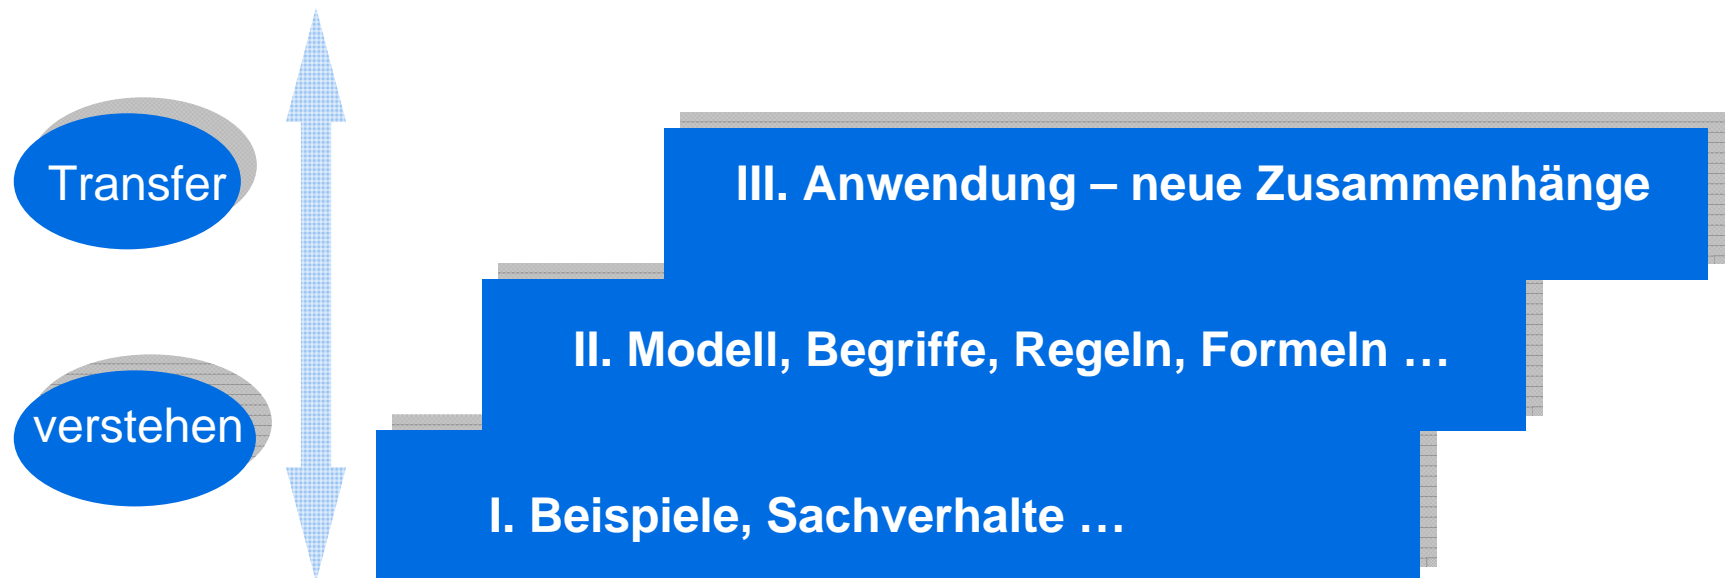 Transfer
III. Anwendung – neue Zusammenhänge
II. Modell, Begriffe, Regeln, Formeln …
verstehen
I. Beispiele, Sachverhalte …